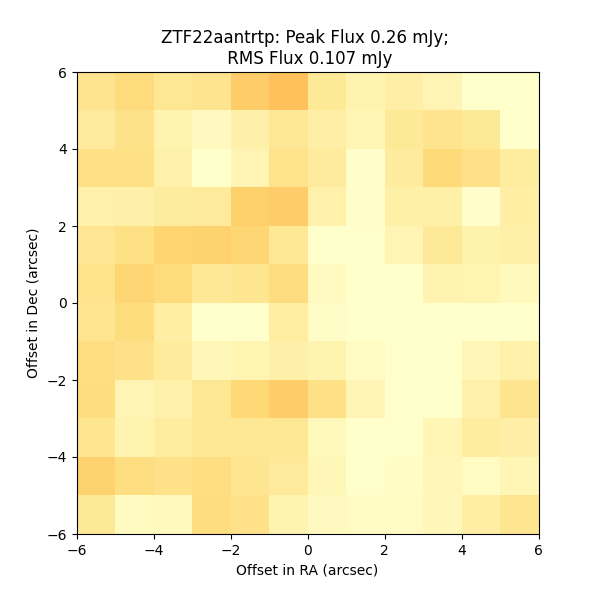 ZTF22aantrtp: Peak Flux 0.26 mJy;
RMS Flux 0.107 mJy
6
4
2
0
−2
−4
−6
Offset in Dec (arcsec)
−6 −4 −2 0 2 4 6
Offset in RA (arcsec)